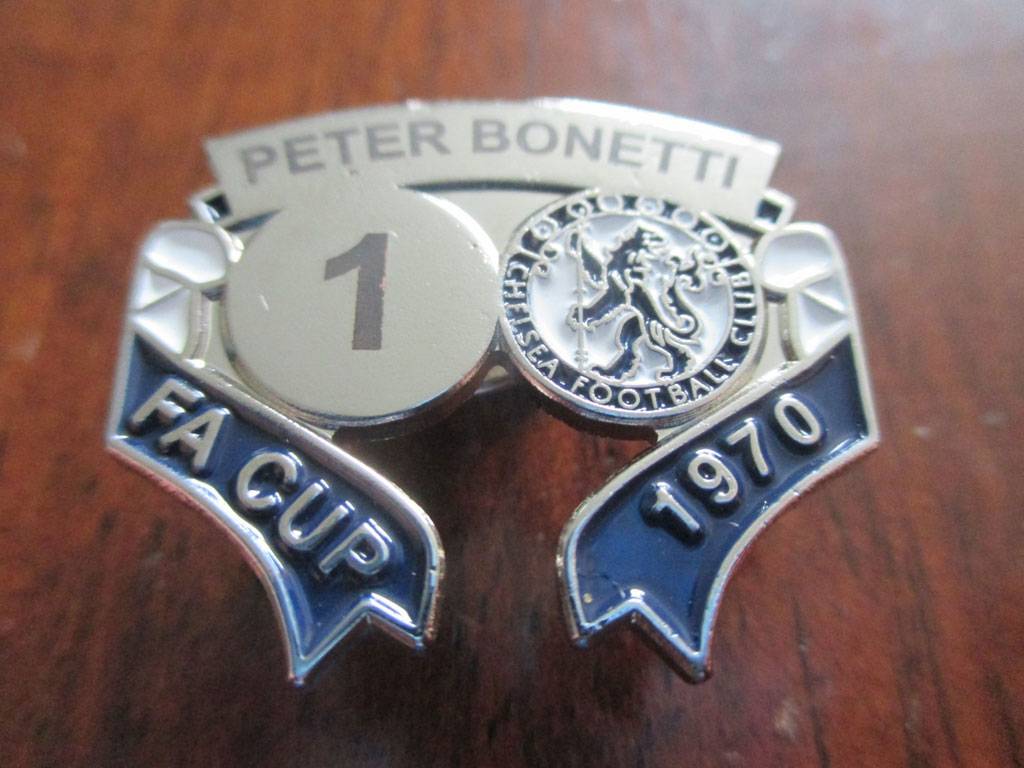 PETER BONETTI
1
CHELSEA FOOTBALL CLUB
FA CUP
1970